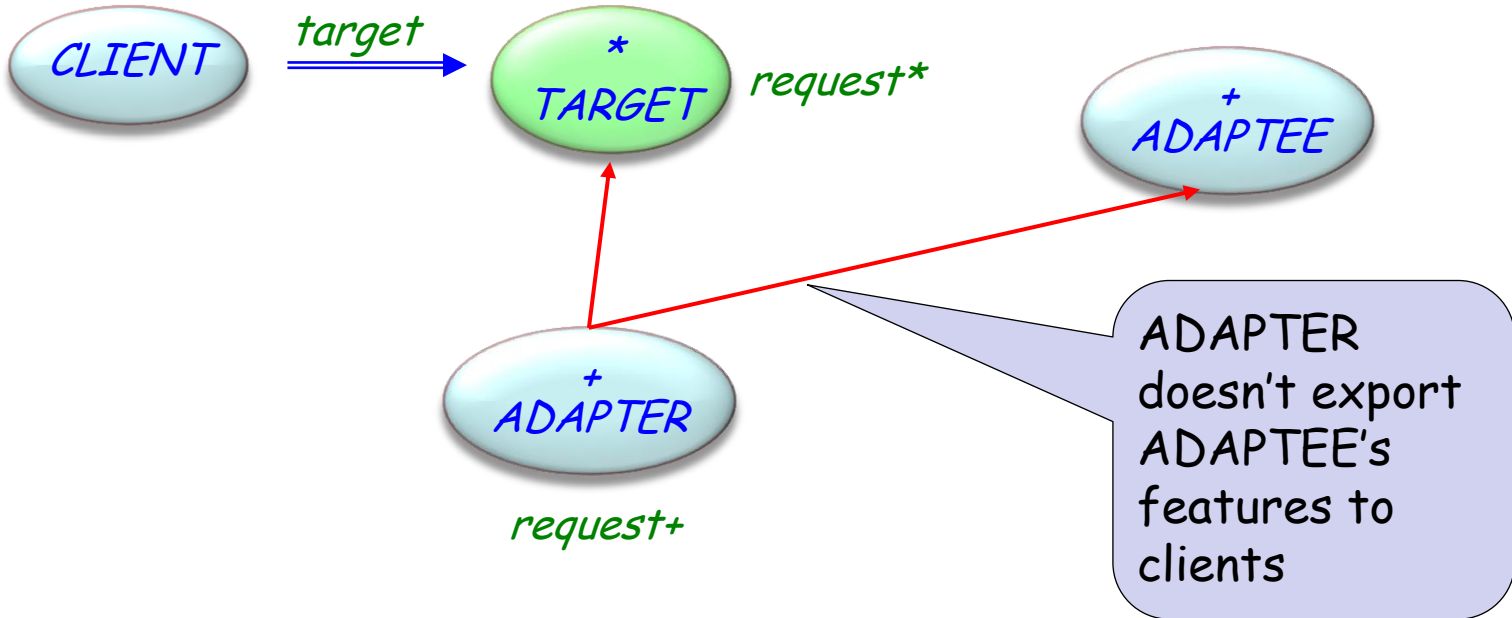 CLIENT
target
*
TARGET
request*
+
ADAPTEE
+
ADAPTER
request+
ADAPTER
doesn't export
ADAPTEE's
features to
clients